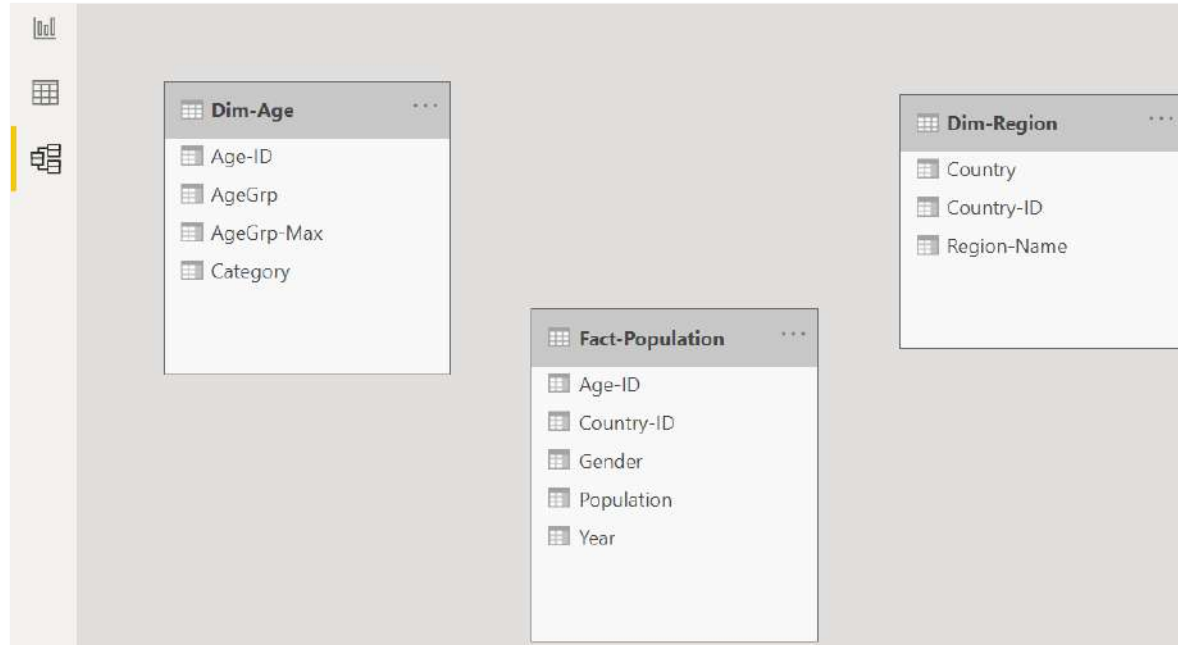 Dim-Age
Age-ID
AgeGrp
AgeGrp-Max
Category
Dim-Region
Country
Country-ID
Region-Name
Fact-Population
Age-ID
Country-ID
Gender
Population
Year